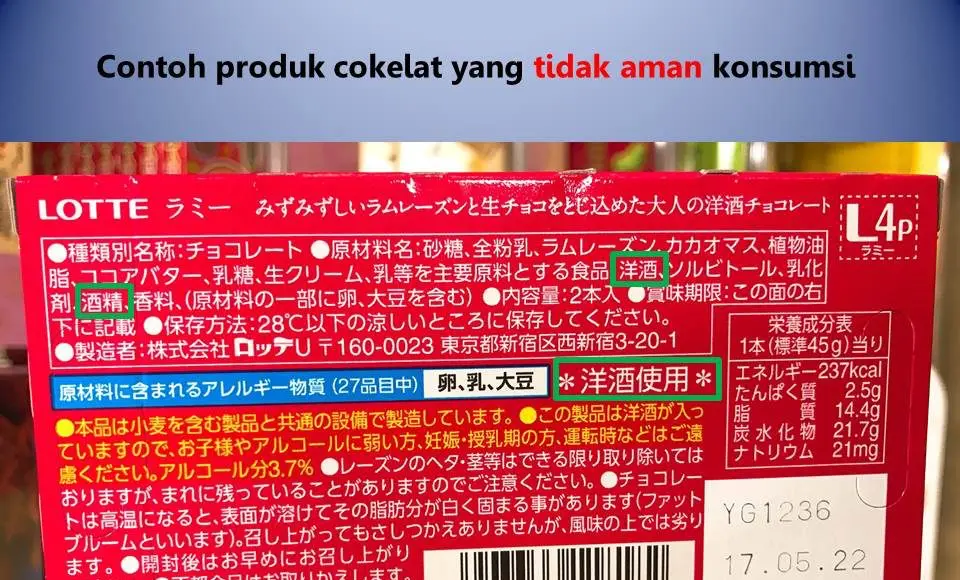 Contoh produk cokelat yang tidak aman konsumsi
LOTTE ラミー みずみずしいラムレーズンと生チョコをとじ込めた大人の洋酒チョコレート
L4p
ラミー
●種類別名称:チョコレート ●原材料名:砂糖、全粉乳、ラムレーズン、カカオマス、植物油
脂、ココアバター、乳糖、生クリーム、乳等を主要原料とする食品、洋酒、ソルビトール、乳化
剤、酒精、香料、(原材料の一部に卵、大豆を含む) ●内容量:2本入 ●賞味期限:この面の右
下に記載 ●保存方法:28℃以下の涼しいところに保存してください。
●製造者:株式会社 ロッテU 〒160-0023 東京都新宿区西新宿3-20-1
栄養成分表
1本(標準45g)当り
エネルギー237kcal
たんぱく質 2.5g
脂質 14.4g
炭水化物 21.7g
ナトリウム 21mg
原材料に含まれるアレルギー物質(27品目中) 卵、乳、大豆
*洋酒使用*
●本品は小麦を含む製品と共通の設備で製造しています。●この製品は洋酒が入っ
ていますので、お子様やアルコールに弱い方、妊娠・授乳期の方、運転時などはご遠
慮ください。アルコール分3.7% ●レーズンのヘタ・茎等はできる限り取り除いては
おりますが、まれに残っていることがありますのでご注意ください。●チョコレー
トは高温になると、表面が溶けてその脂肪分が白く固まる事があります(ファット
ブルームといいます)。召し上がってもさしつかえありませんが、風味の上では劣り
ます。●開封後はお早めにお召し上がり
YG1236
17.05.22